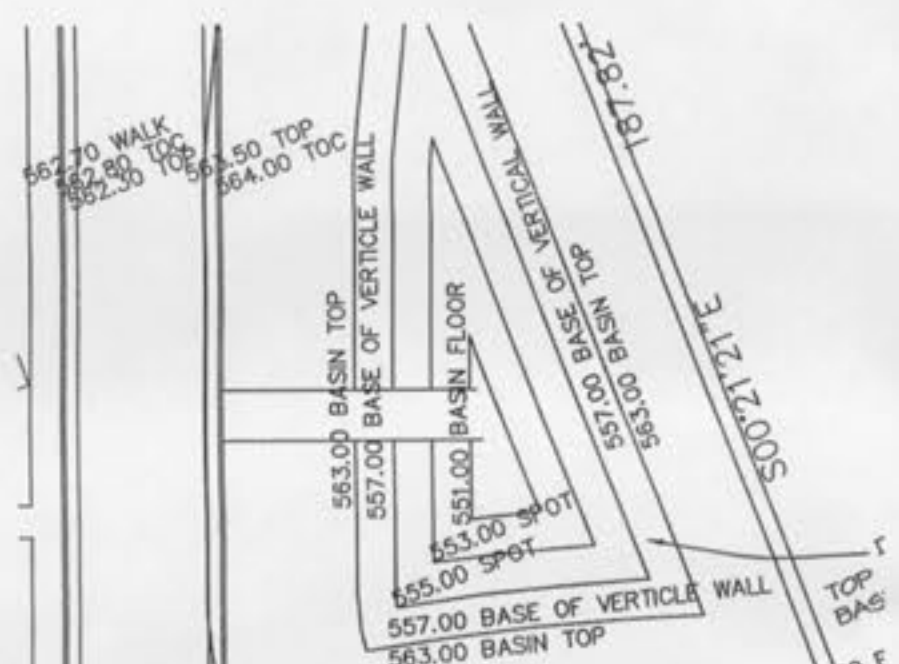 562.70 WALK
562.80 TOC
562.30 TOP
563.50 TOP
564.00 TOC
563.00 BASIN TOP
557.00 BASE OF VERTICLE WALL
551.00 BASIN FLOOR
557.00 BASE OF VERTICAL WALL
563.00 BASIN TOP
187.82'
S00°21'21"E
553.00 SPOT
555.00 SPOT
557.00 BASE OF VERTICLE WALL
563.00 BASIN TOP
TOP
BAS